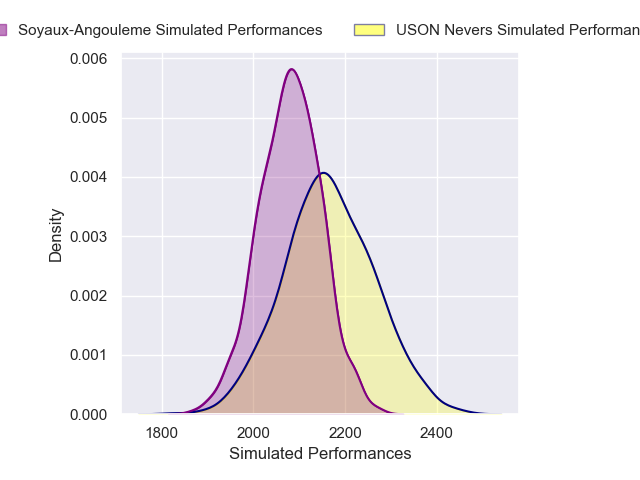 Soyaux-Angouleme Simulated Performances USON Nevers Simulated Performan
0.006
0.005
0.004
0.003
0.002
0.001
0.000
Density
1800 2000 2200 2400
Simulated Performances